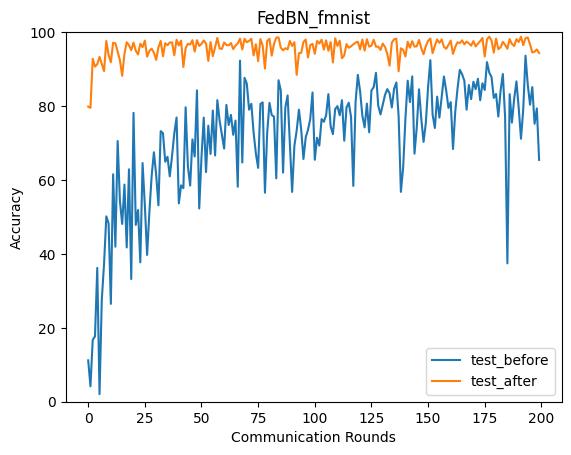 FedBN_fmnist
Accuracy
100
80
60
40
20
0
0 25 50 75 100 125 150 175 200
Communication Rounds
test_before
test_after